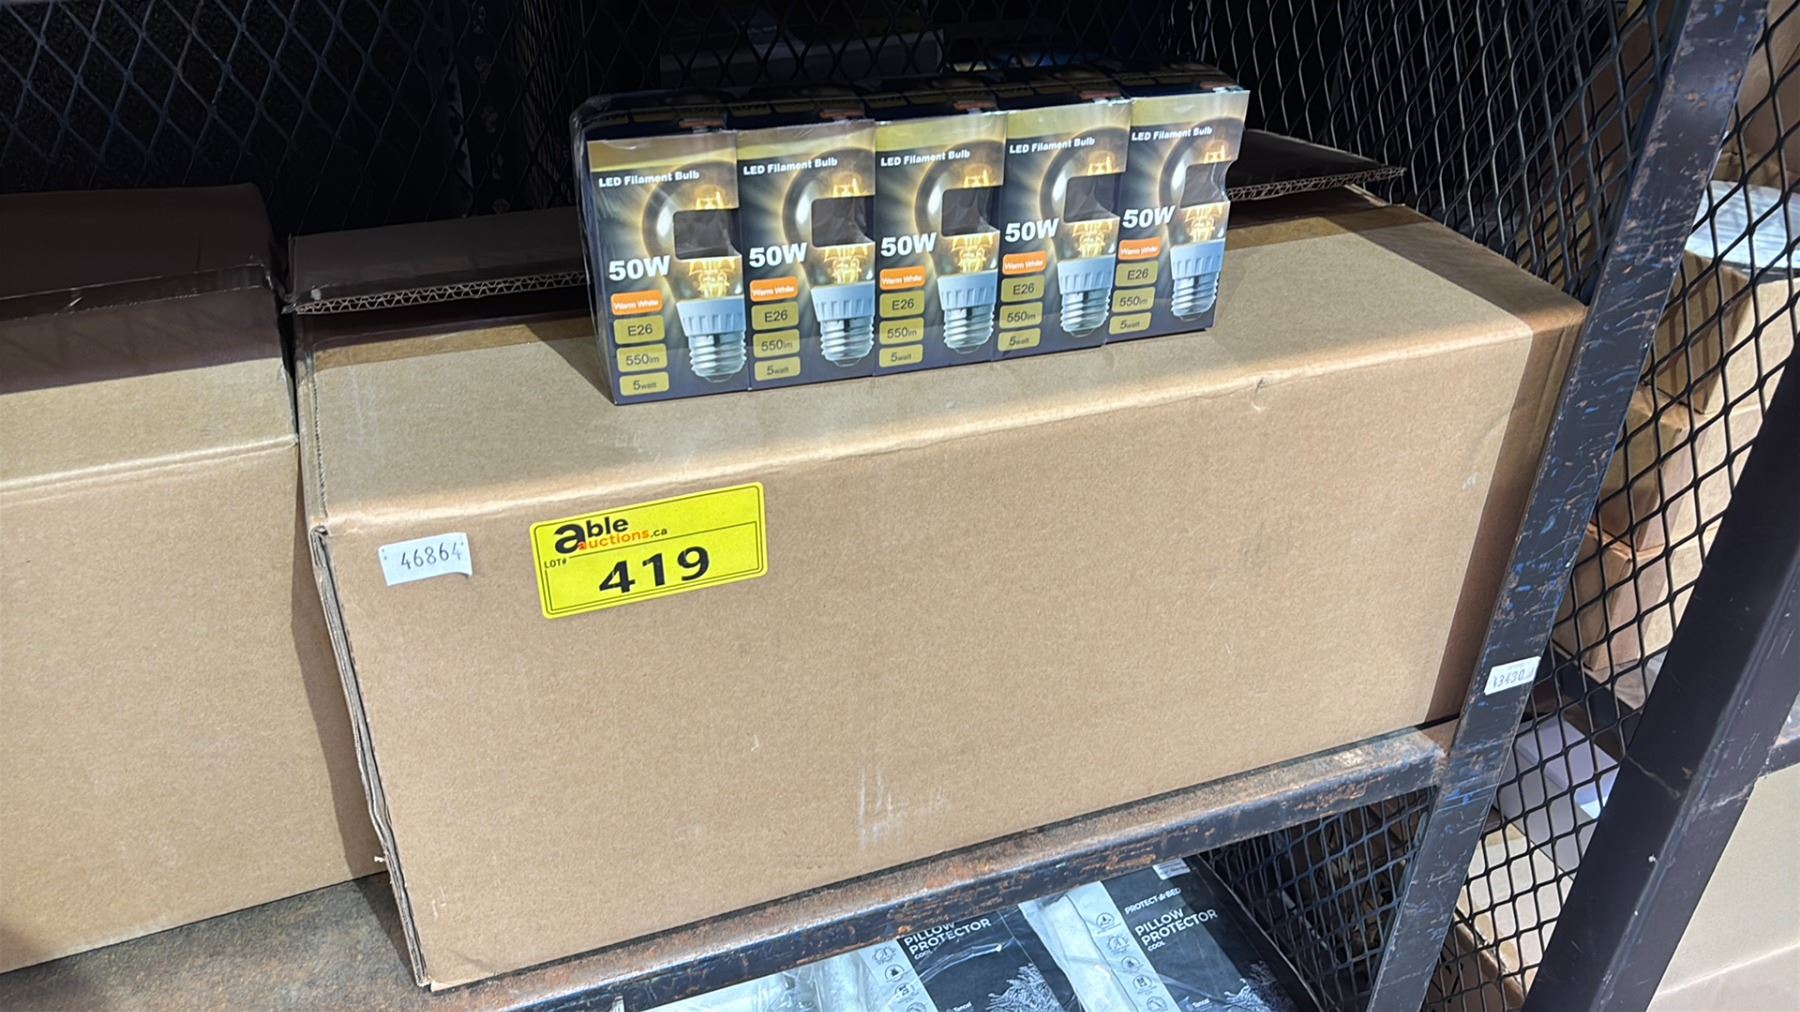 LED Filament Bulb
50W
Warm White
E26
550lm
5watt
LED Filament Bulb
50W
Warm White
E26
550lm
5watt
LED Filament Bulb
50W
Warm White
E26
550lm
5watt
LED Filament Bulb
50W
Warm White
E26
550lm
5watt
LED Filament Bulb
50W
Warm White
E26
550lm
5watt
46864
able
auctions.ca
LOT#
419
PILLOW
PROTECTOR
COOL
PROTECT A BED
PILLOW
PROTECTOR
COOL